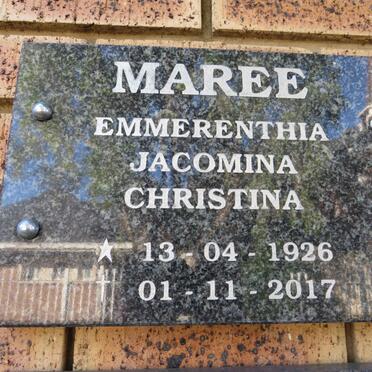 MAREE
EMMERENTHIA
JACOMINA
CHRISTINA
★ 13 - 04 - 1926
† 01 - 11 - 2017